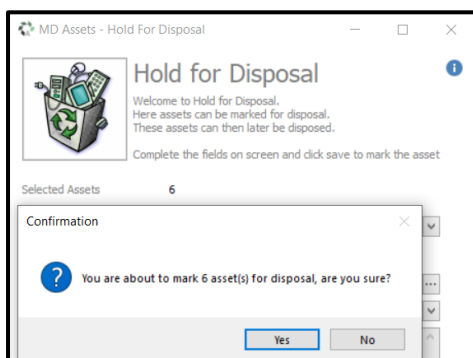 MD Assets - Hold For Disposal
Hold for Disposal
Welcome to Hold for Disposal.
Here assets can be marked for disposal.
These assets can then later be disposed.
Complete the fields on screen and click save to mark the asset
Selected Assets 6
Confirmation
You are about to mark 6 asset(s) for disposal, are you sure?
Yes No